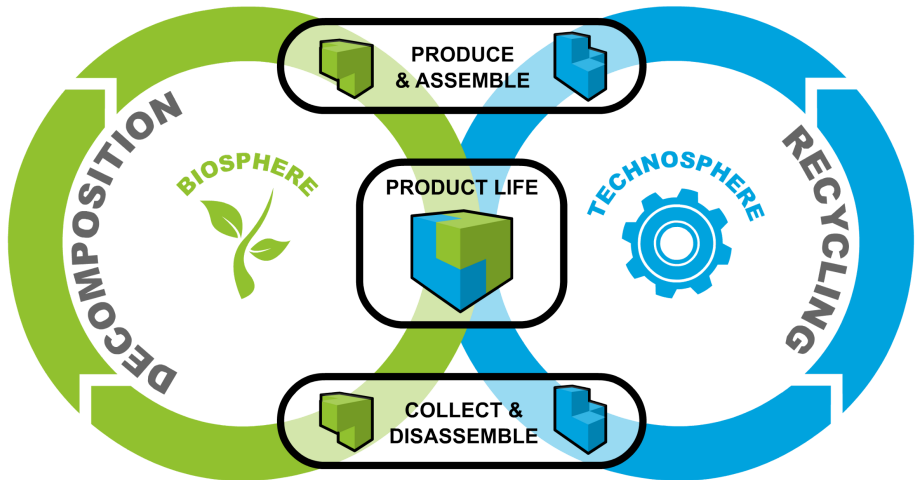 PRODUCE
& ASSEMBLE
DECOMPOSITION
BIOSPHERE
PRODUCT LIFE
TECHNOSPHERE
RECYCLING
COLLECT &
DISASSEMBLE